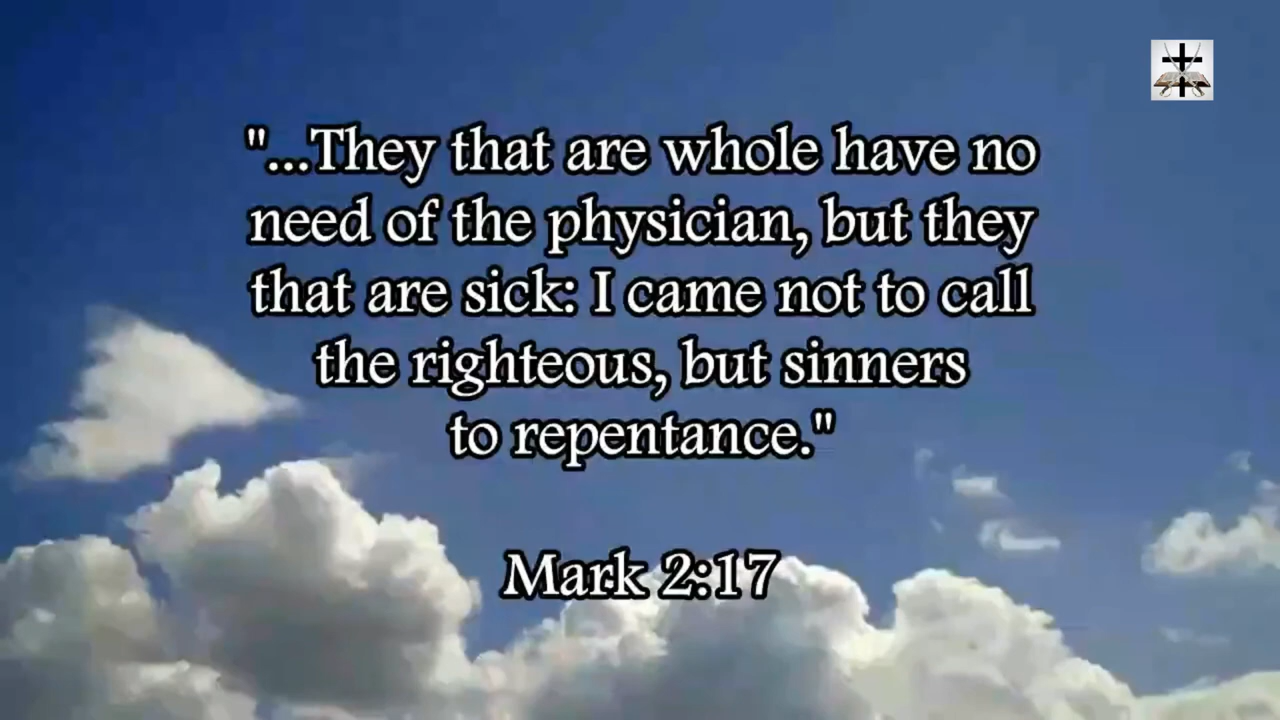 "...They that are whole have no
need of the physician, but they
that are sick: I came not to call
the righteous, but sinners
to repentance."
Mark 2:17